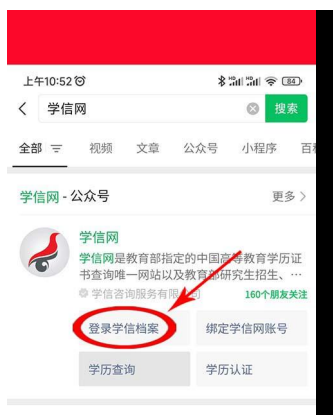 上午10:52
84
学信网
搜索
全部 视频 文章 公众号 小程序 百
学信网 - 公众号 更多
学信网
学信网是教育部指定的中国高等教育学历证
书查询唯一网站以及教育部研究生招生、…
学信咨询服务有限公司 160个朋友关注
登录学信档案 绑定学信网账号
学历查询 学历认证